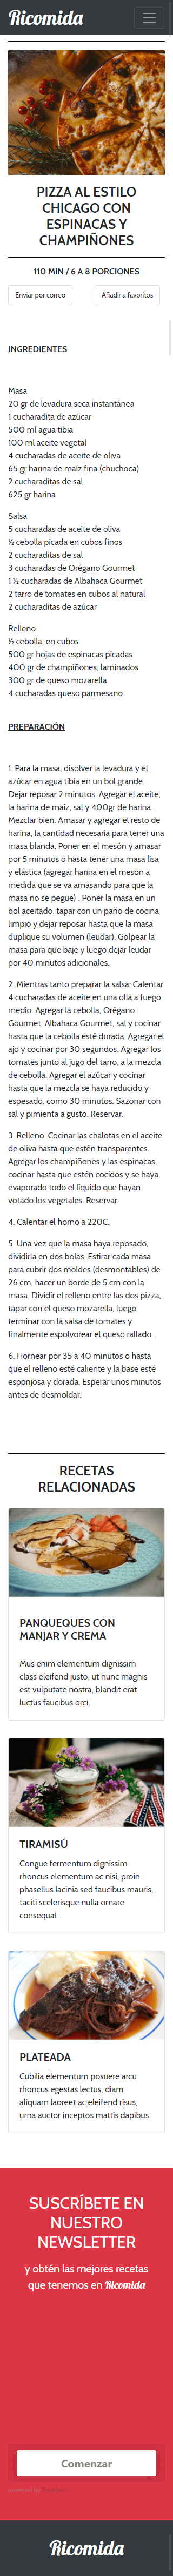 Ricomida
PIZZA AL ESTILO
CHICAGO CON
ESPINACAS Y
CHAMPIÑONES
110 MIN / 6 A 8 PORCIONES
Enviar por correo
Añadir a favoritos
INGREDIENTES
Masa
20 gr de levadura seca instantánea
1 cucharadita de azúcar
500 ml agua tibia
100 ml aceite vegetal
4 cucharadas de aceite de oliva
65 gr harina de maíz fina (chuchoca)
2 cucharaditas de sal
625 gr harina
Salsa
5 cucharadas de aceite de oliva
½ cebolla picada en cubos finos
2 cucharaditas de sal
3 cucharadas de Orégano Gourmet
1 ½ cucharadas de Albahaca Gourmet
2 tarro de tomates en cubos al natural
2 cucharaditas de azúcar
Relleno
½ cebolla, en cubos
500 gr hojas de espinacas picadas
400 gr de champiñones, laminados
300 gr de queso mozarella
4 cucharadas queso parmesano
PREPARACIÓN
1. Para la masa, disolver la levadura y el
azúcar en agua tibia en un bol grande.
Dejar reposar 2 minutos. Agregar el aceite,
la harina de maíz, sal y 400gr de harina.
Mezclar bien. Amasar y agregar el resto de
harina, la cantidad necesaria para tener una
masa blanda. Poner en el mesón y amasar
por 5 minutos o hasta tener una masa lisa
y elástica (agregar harina en el mesón a
medida que se va amasando para que la
masa no se pegue) . Poner la masa en un
bol aceitado, tapar con un paño de cocina
limpio y dejar reposar hasta que la masa
duplique su volumen (leudar). Golpear la
masa para que baje y luego dejar leudar
por 40 minutos adicionales.
2. Mientras tanto preparar la salsa: Calentar
4 cucharadas de aceite en una olla a fuego
medio. Agregar la cebolla, Orégano
Gourmet, Albahaca Gourmet, sal y cocinar
hasta que la cebolla esté dorada. Agregar el
ajo y cocinar por 30 segundos. Agregar los
tomates junto al jugo del tarro, a la mezcla
de cebolla. Agregar el azúcar y cocinar
hasta que la mezcla se haya reducido y
espesado, como 30 minutos. Sazonar con
sal y pimienta a gusto. Reservar.
3. Relleno: Cocinar las chalotas en el aceite
de oliva hasta que estén transparentes.
Agregar los champiñones y las espinacas,
cocinar hasta que estén cocidos y se haya
evaporado todo el líquido que hayan
votado los vegetales. Reservar.
4. Calentar el horno a 220C.
5. Una vez que la masa haya reposado,
dividirla en dos bolas. Estirar cada masa
para cubrir dos moldes (desmontables) de
26 cm, hacer un borde de 5 cm con la
masa. Dividir el relleno entre las dos pizza,
tapar con el queso mozarella, luego
terminar con la salsa de tomates y
finalmente espolvorear el queso rallado.
6. Hornear por 35 a 40 minutos o hasta
que el relleno esté caliente y la base esté
esponjosa y dorada. Esperar unos minutos
antes de desmoldar.
RECETAS
RELACIONADAS
PANQUEQUES CON
MANJAR Y CREMA
Mus enim elementum dignissim
class eleifend justo, ut nunc magnis
est vulputate nostra, blandit erat
luctus faucibus orci.
TIRAMISÚ
Congue fermentum dignissim
rhoncus elementum ac nisi, proin
phasellus lacinia sed faucibus mauris,
taciti scelerisque nulla ornare
consequat.
PLATEADA
Cubilia elementum posuere arcu
rhoncus egestas lectus, diam
aliquam laoreet ac eleifend risus,
urna auctor inceptos mattis dapibus.
SUSCRÍBETE EN
NUESTRO
NEWSLETTER
y obtén las mejores recetas
que tenemos en Ricomida
Comenzar
powered by Typeform
Ricomida